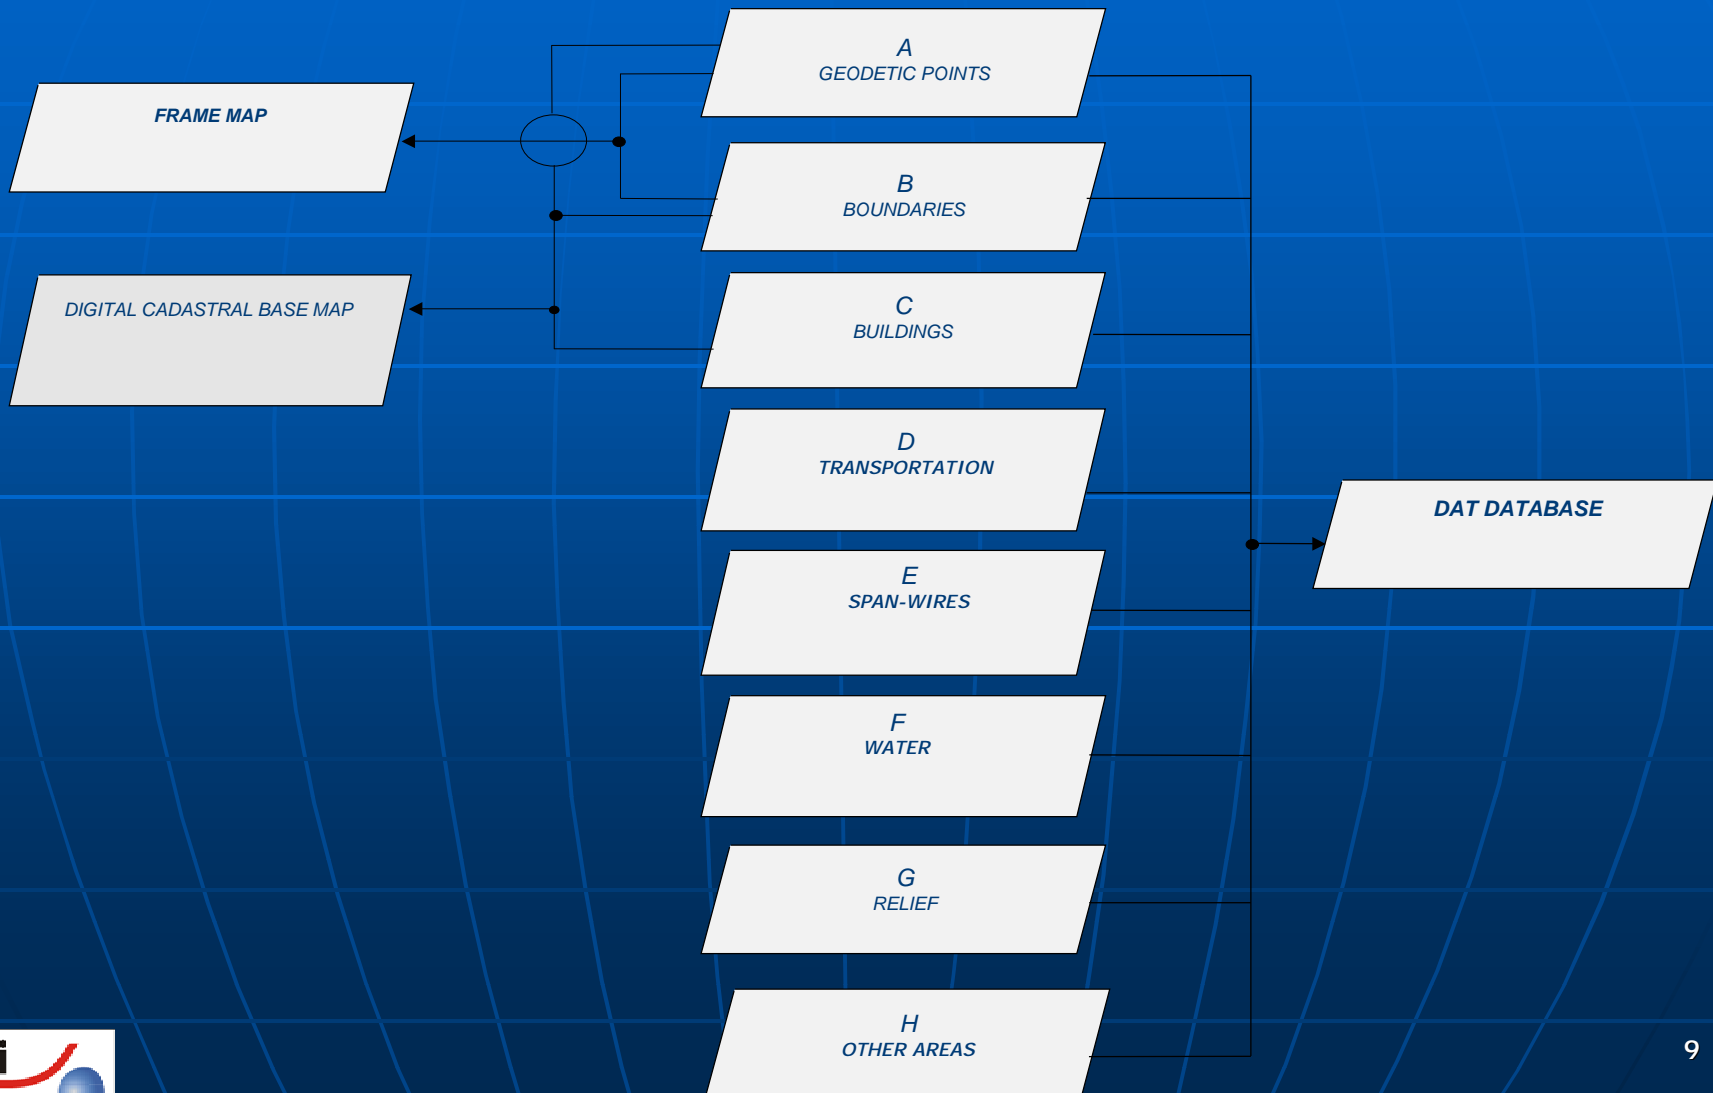 A
GEODETIC POINTS
FRAME MAP
B
BOUNDARIES
DIGITAL CADASTRAL BASE MAP
C
BUILDINGS
D
TRANSPORTATION
DAT DATABASE
E
SPAN-WIRES
F
WATER
G
RELIEF
H
OTHER AREAS
9